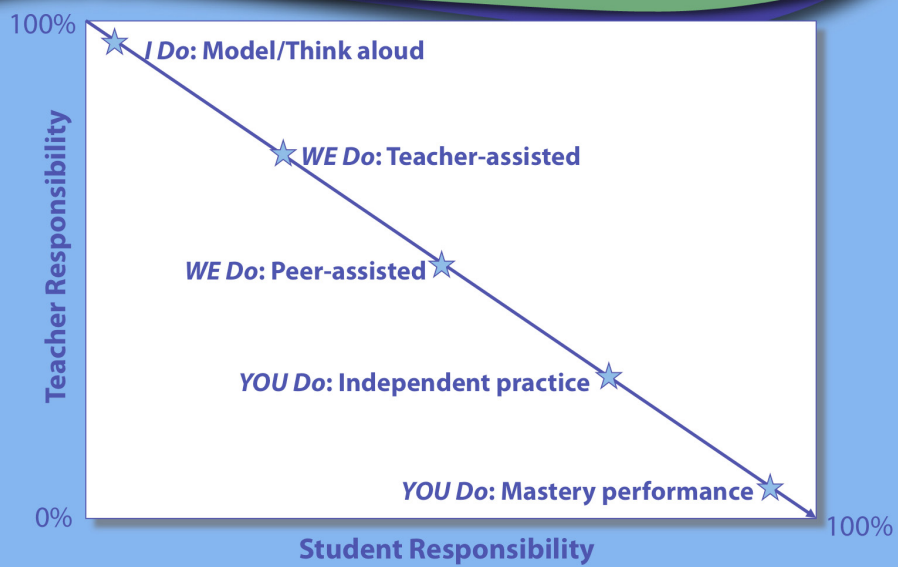 100%
I Do: Model/Think aloud
WE Do: Teacher-assisted
Teacher Responsibility
WE Do: Peer-assisted
YOU Do: Independent practice
YOU Do: Mastery performance
0%
100%
Student Responsibility